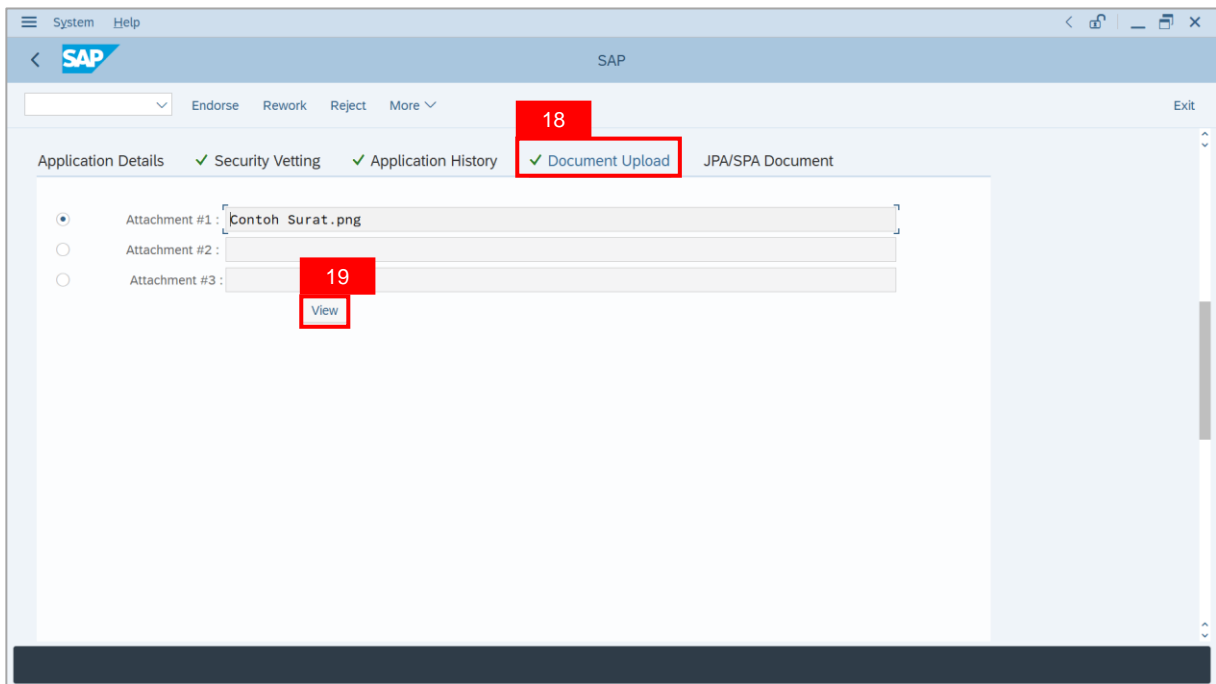 System Help
SAP
SAP
Endorse Rework Reject More Exit
18
Application Details Security Vetting Application History Document Upload JPA/SPA Document
Attachment #1 : Contoh Surat.png
Attachment #2 :
Attachment #3 :
19
View